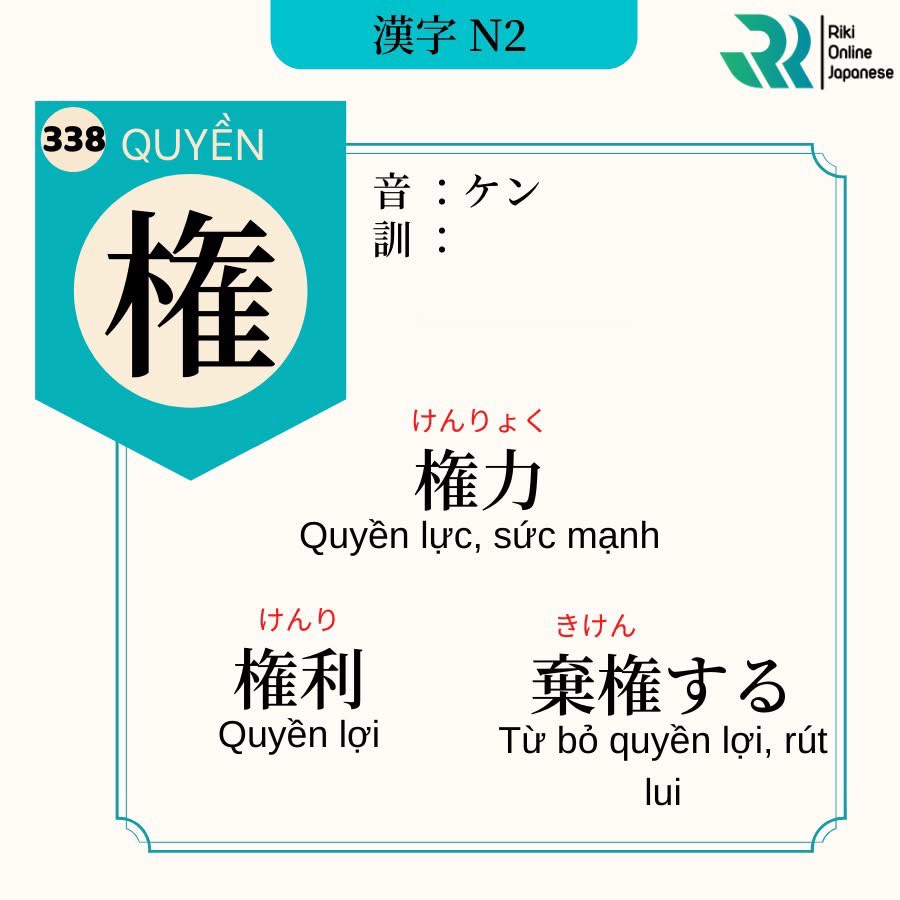 漢字 N2
Riki
Online
Japanese
338 QUYỀN
権
音 ：ケン
訓 ：
けんりょく
権力
Quyền lực, sức mạnh
けんり
権利
Quyền lợi
きけん
棄権する
Từ bỏ quyền lợi, rút
lui